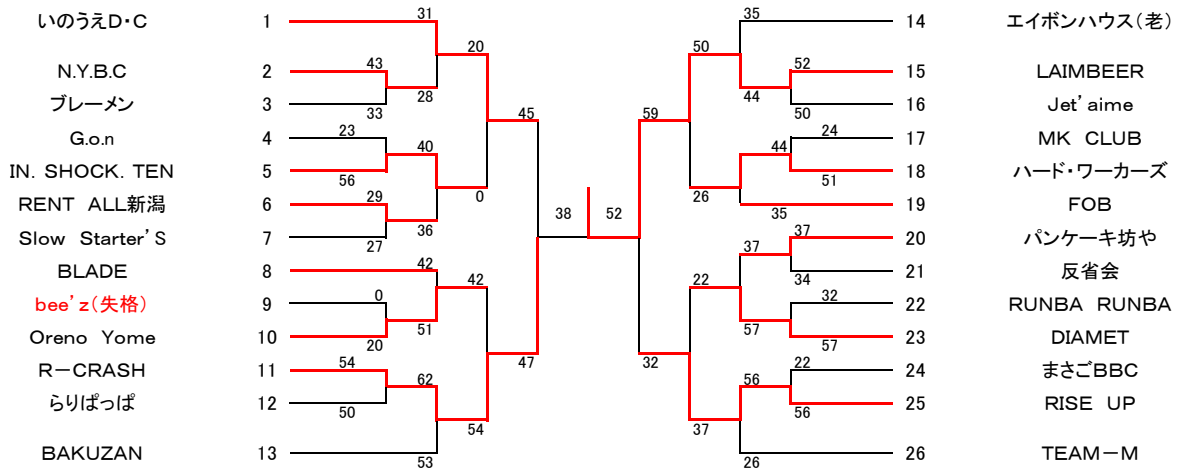 いのうえD・C 1 31 35 14 エイボンハウス(老)
20 50
N.Y.B.C 2 43 52 15 LAIMBEER
ブレーメン 3 33 28 44 50 16 Jet'aime
45 59
G.o.n 4 23 24 17 MK CLUB
40 44
IN. SHOCK. TEN 5 56 51 18 ハード・ワーカーズ
0 26
RENT ALL新潟 6 29 35 19 FOB
36 38 52
Slow Starter'S 7 27 37 20 パンケーキ坊や
37
BLADE 8 42 34 21 反省会
42 22
bee'z(失格) 9 0 32 22 RUNBA RUNBA
51 57
Oreno Yome 10 20 57 23 DIAMET
47 32
R-CRASH 11 54 22 24 まさごBBC
62 56
らりぱっぱ 12 50 56 25 RISE UP
54 37
BAKUZAN 13 53 26 26 TEAM-M